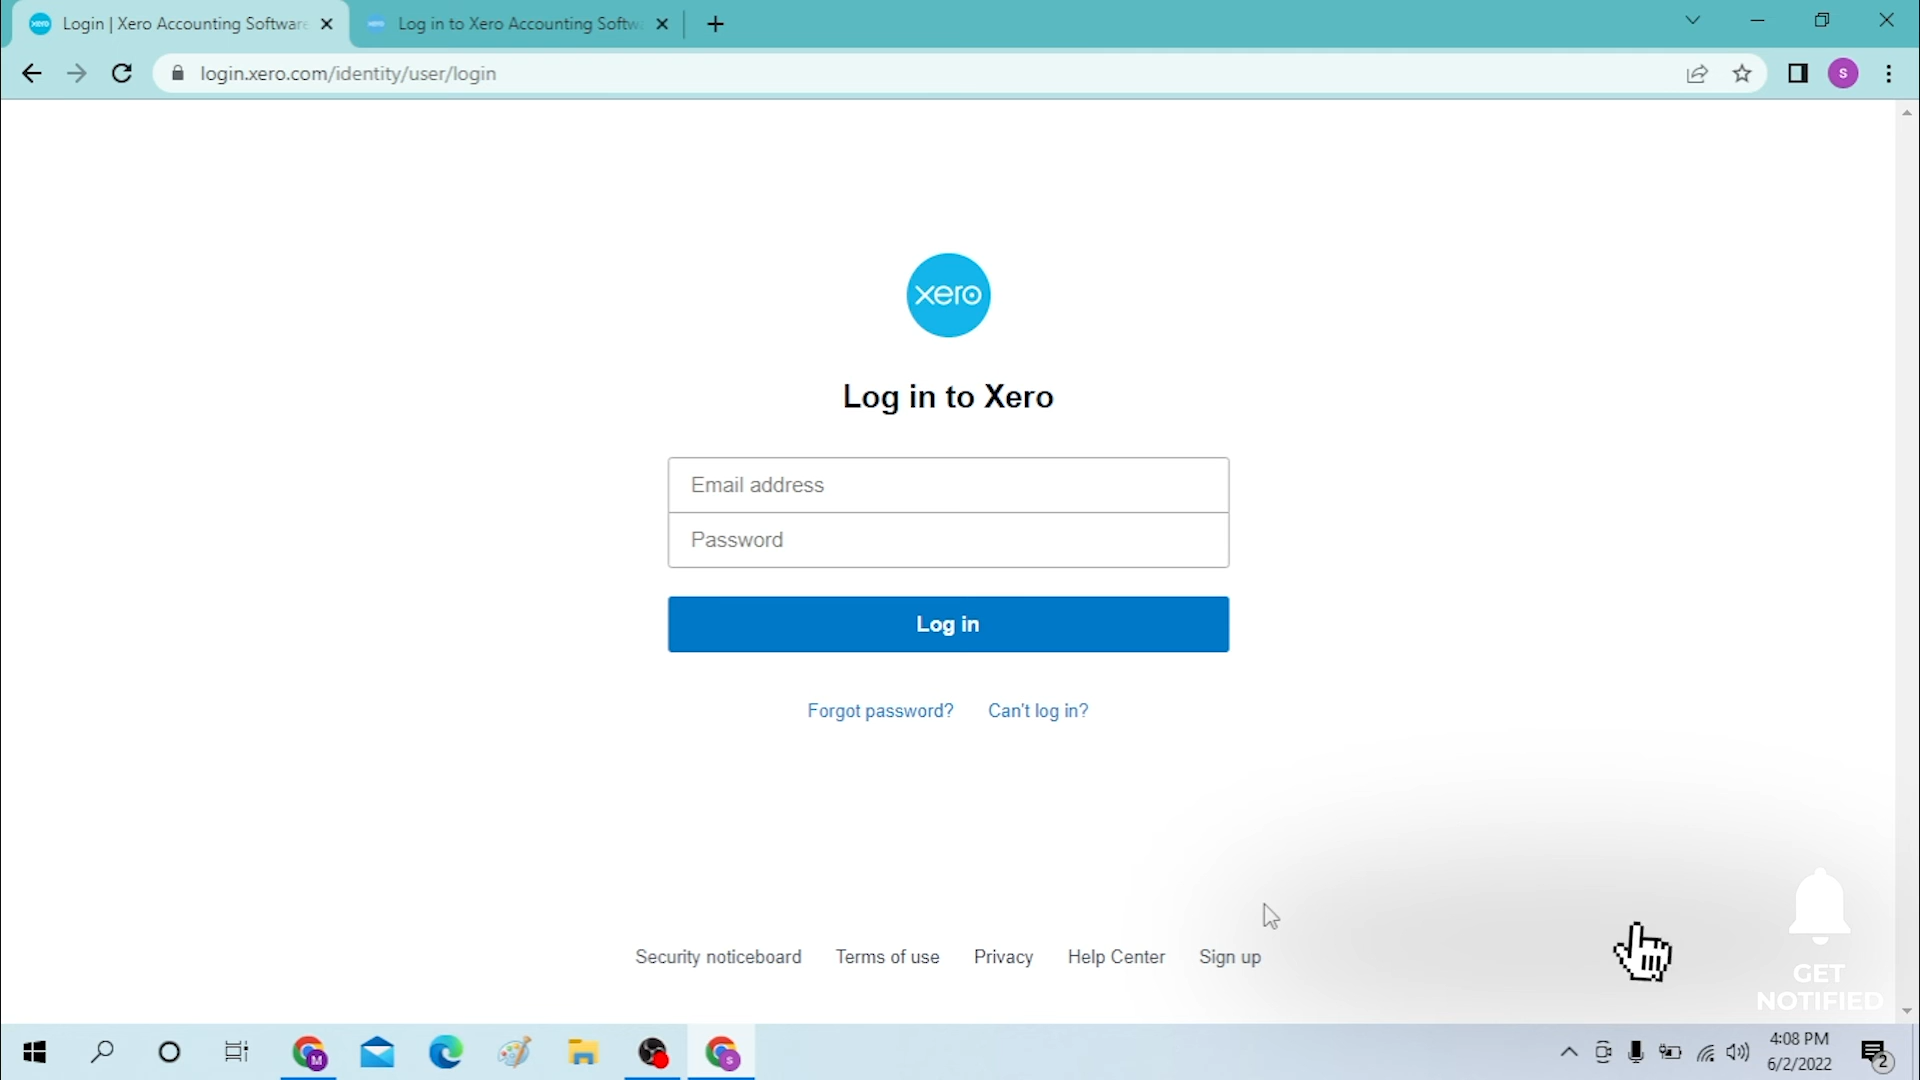 Login | Xero Accounting Software
Log in to Xero Accounting Softw
login.xero.com/identity/user/login
S
xero
Log in to Xero
Email address
Password
Log in
Forgot password? Can't log in?
Security noticeboard Terms of use Privacy Help Center Sign up
GET
NOTIFIED
M
S
4:08 PM
6/2/2022
2